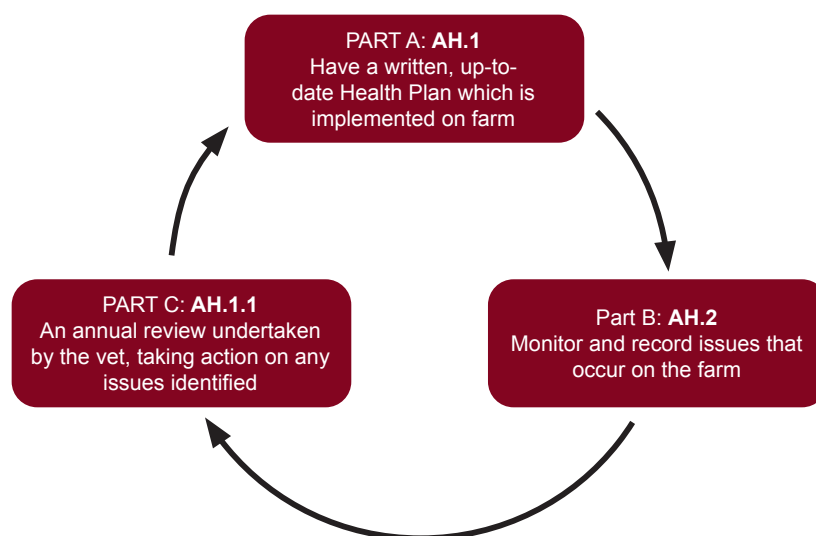 PART A: AH.1
Have a written, up-to-
date Health Plan which is
implemented on farm
PART C: AH.1.1
An annual review undertaken
by the vet, taking action on any
issues identified
Part B: AH.2
Monitor and record issues that
occur on the farm